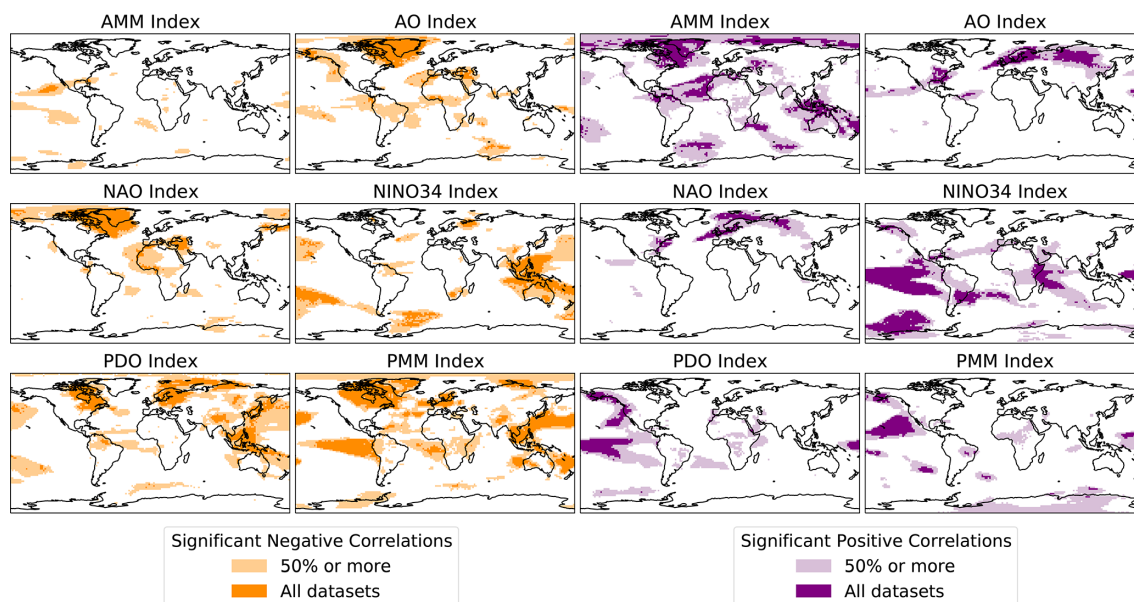 AMM Index
AO Index
AMM Index
AO Index
NAO Index
NINO34 Index
NAO Index
NINO34 Index
PDO Index
PMM Index
PDO Index
PMM Index
Significant Negative Correlations
50% or more
All datasets
Significant Positive Correlations
50% or more
All datasets